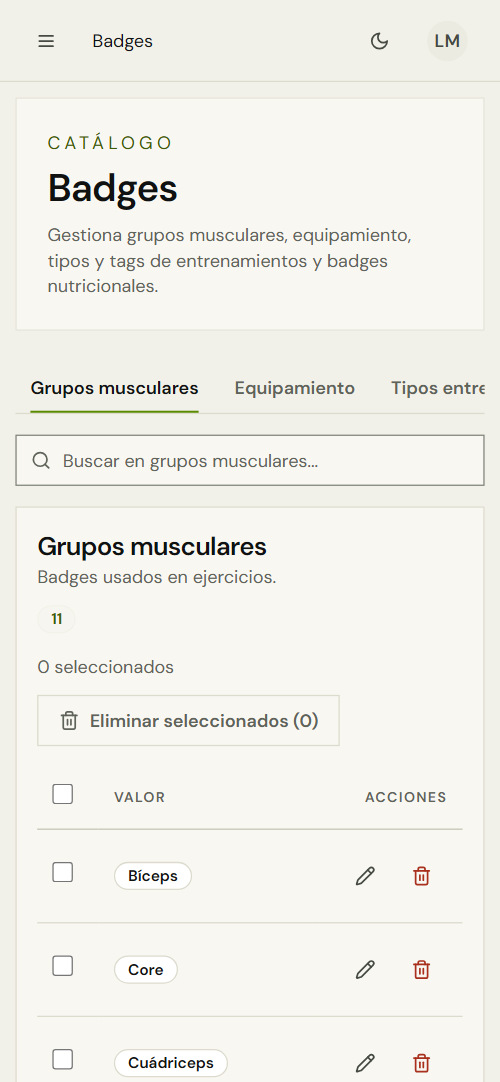 Badges
LM
CATÁLOGO
Badges
Gestiona grupos musculares, equipamiento,
tipos y tags de entrenamientos y badges
nutricionales.
Grupos musculares
Equipamiento
Tipos entre
Buscar en grupos musculares...
Grupos musculares
Badges usados en ejercicios.
11
0 seleccionados
Eliminar seleccionados (0)
VALOR
ACCIONES
Bíceps
Core
Cuádriceps